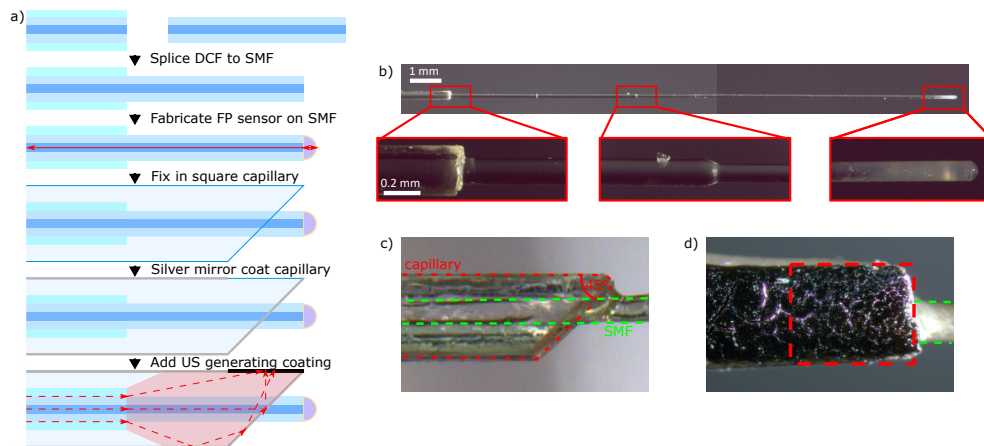 a)
Splice DCF to SMF
Fabricate FP sensor on SMF
Fix in square capillary
Silver mirror coat capillary
Add US generating coating
b)
1 mm
0.2 mm
c)
capillary
45°
SMF
d)